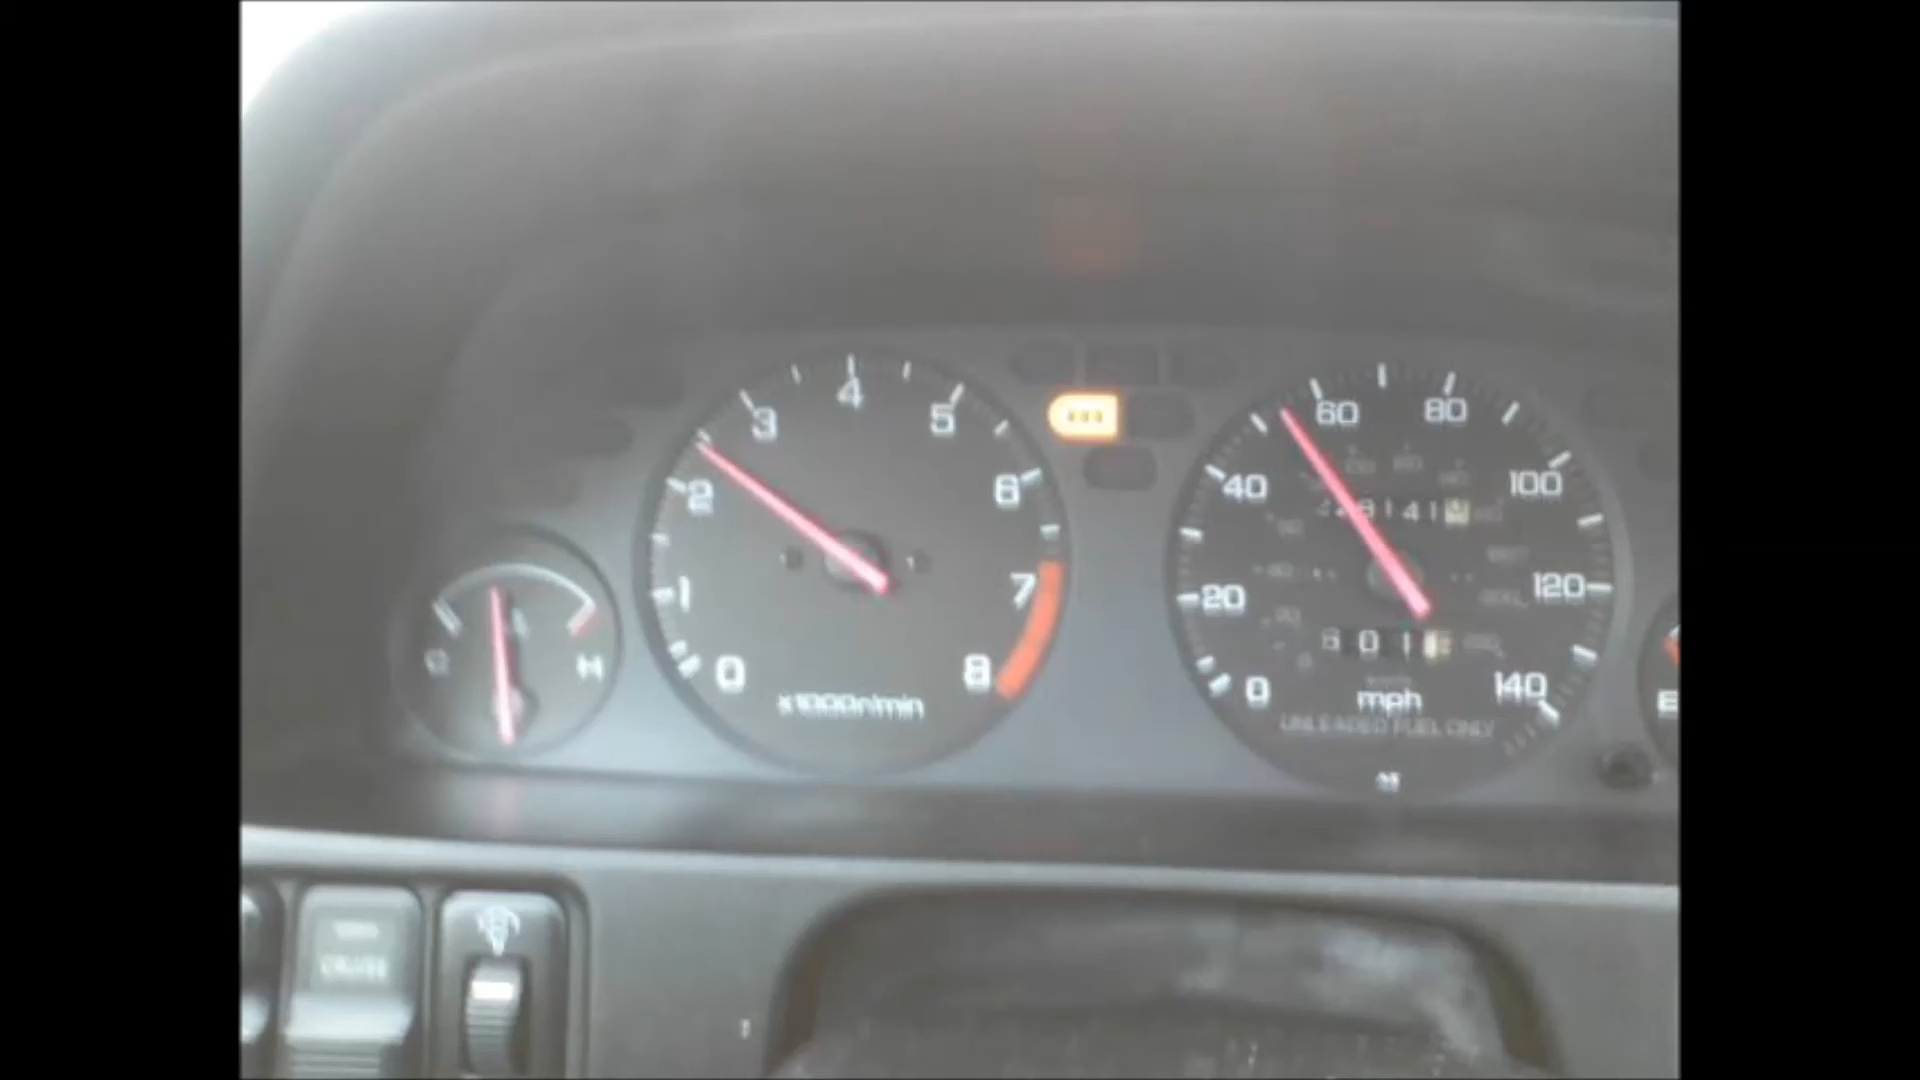 0 1 2 3 4 5 6 7 8
x1000r/min
0 20 40 60 80 100 120 140
mph
UNLEADED FUEL ONLY
C H
E
CRUISE